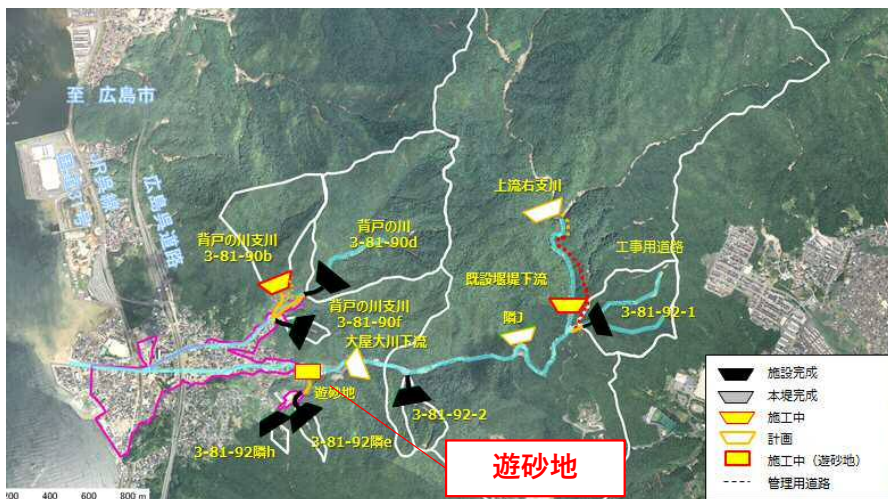 至 広島市
JR呉線
広島呉道路
背戸の川支川
3-81-90b
背戸の川
3-81-90d
背戸の川支川
3-81-90f
大屋大川下流
上流右支川
工事用道路
既設堰堤下流
隣J
3-81-92-1
遊砂地
3-81-92-2
3-81-92隣h
3-81-92隣e
遊砂地
施設完成
本堤完成
施工中
計画
施工中（遊砂地）
管理用道路
200 400 600 800 m